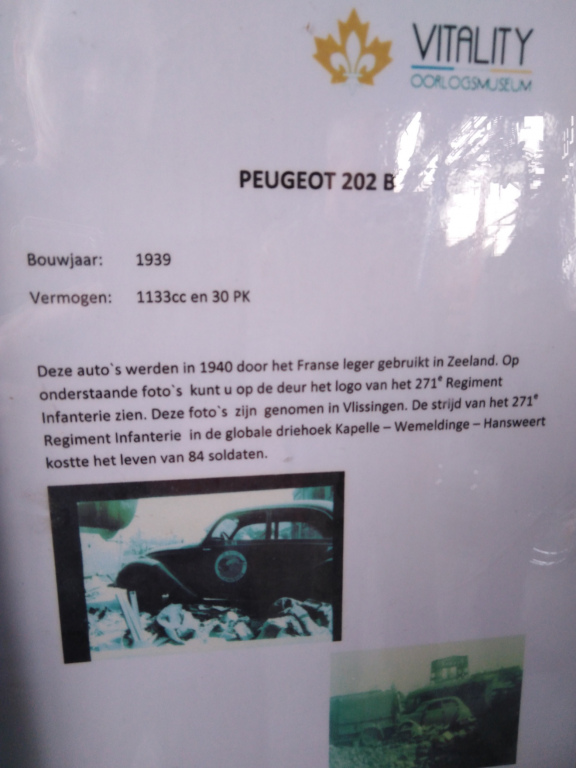 VITALITY
OORLOGSMUSEUM
PEUGEOT 202 B
Bouwjaar: 1939
Vermogen: 1133cc en 30 PK
Deze auto`s werden in 1940 door het Franse leger gebruikt in Zeeland. Op
onderstaande foto`s kunt u op de deur het logo van het 271e Regiment
Infanterie zien. Deze foto`s zijn genomen in Vlissingen. De strijd van het 271e
Regiment Infanterie in de globale driehoek Kapelle – Wemeldinge – Hansweert
kostte het leven van 84 soldaten.